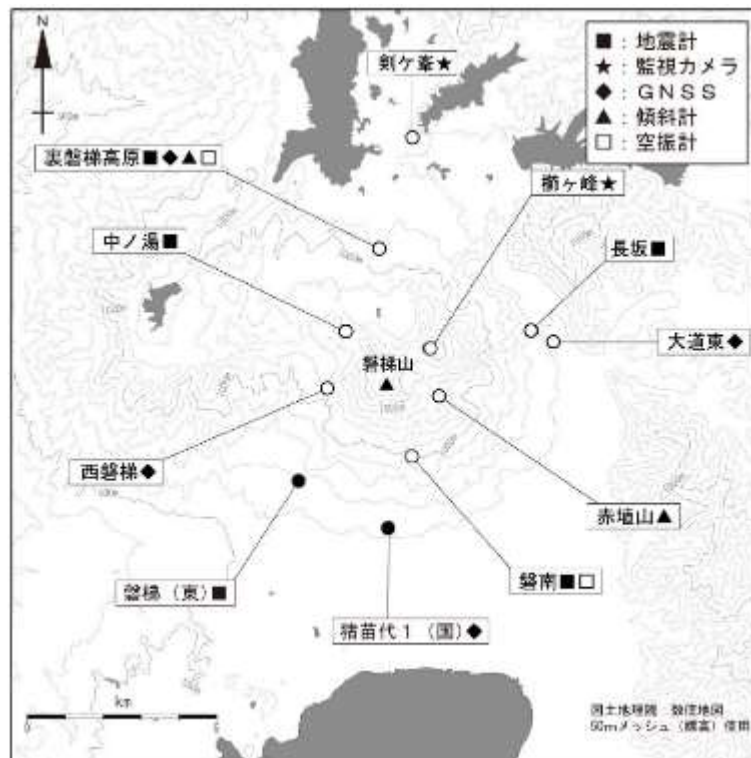 N
■：地震計
★：監視カメラ
◆：ＧＮＳＳ
▲：傾斜計
□：空振計
剣ケ峯★
裏磐梯高原■◆▲□
櫛ヶ峰★
中ノ湯■
長坂■
大道東◆
磐梯山
西磐梯◆
赤埴山▲
磐梯（東）■
磐南■□
猪苗代１（国）◆
km
0
国土地理院　数値地図
50mメッシュ（標高）使用